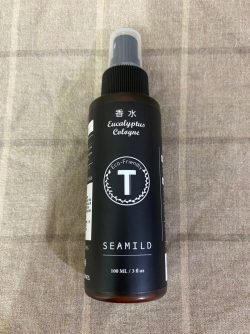 香水
Eucalyptus
Cologne
Eco-Friendly
T
SEAMILD
100 ML / 3 fl oz